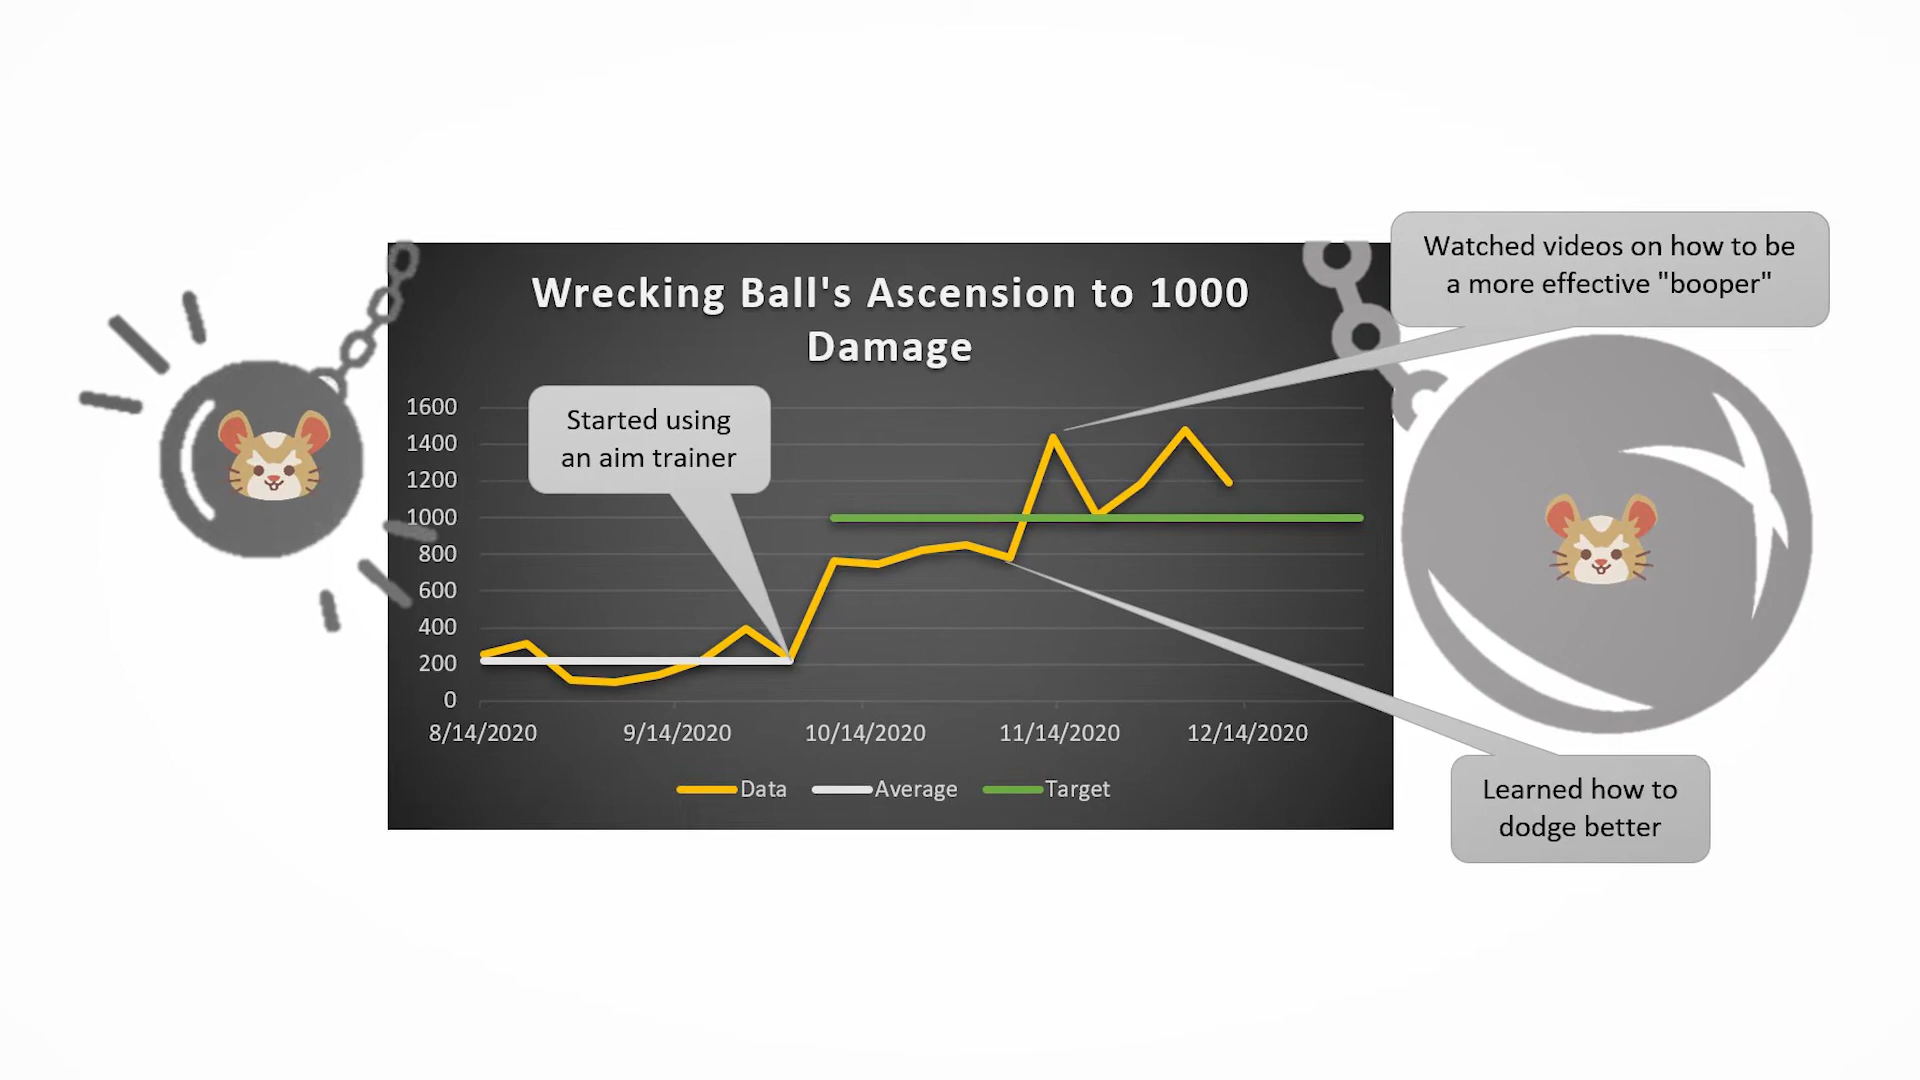 Watched videos on how to be
a more effective "booper"
Wrecking Ball's Ascension to 1000
Damage
Started using
an aim trainer
1600
1400
1200
1000
800
600
400
200
0
8/14/2020 9/14/2020 10/14/2020 11/14/2020 12/14/2020
Data Average Target
Learned how to
dodge better